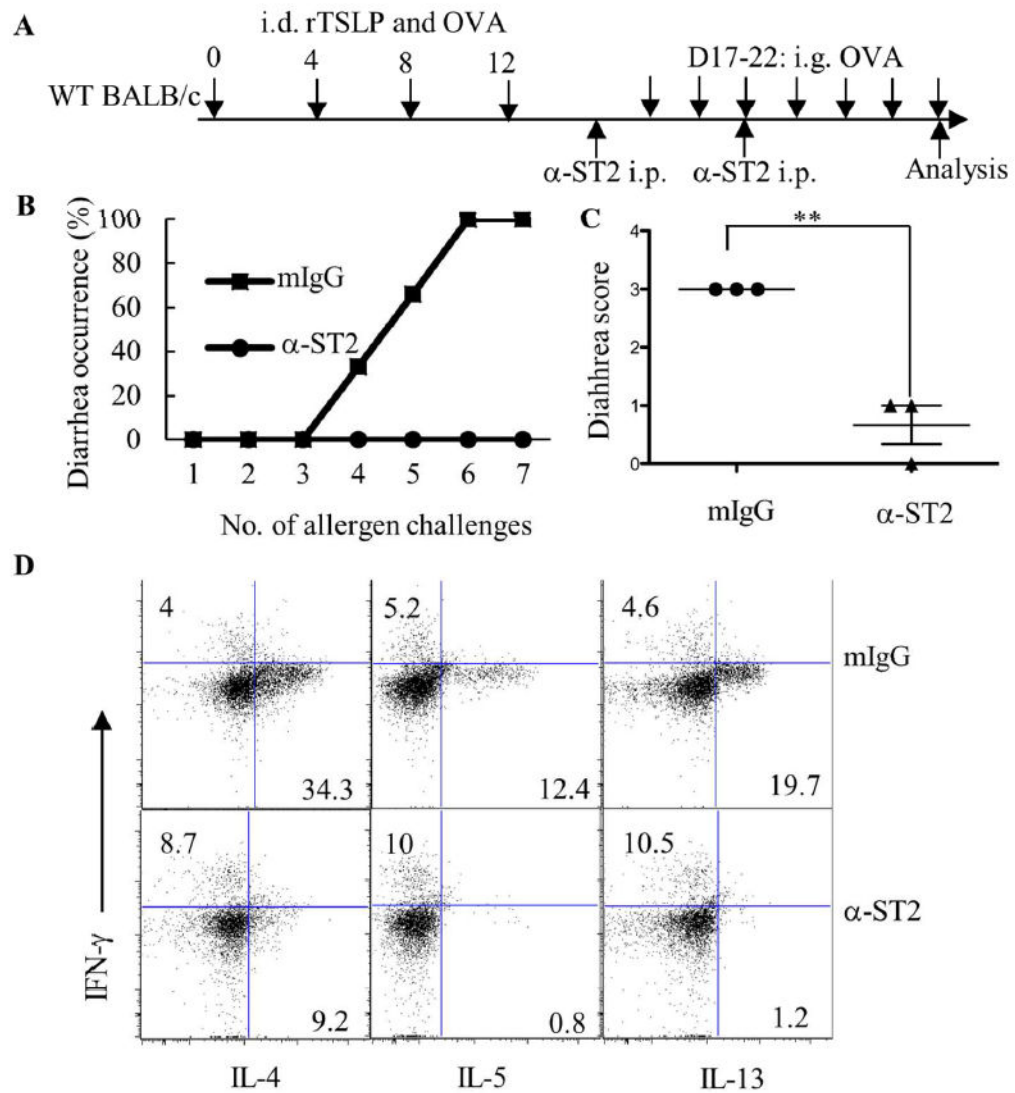 A
i.d. rTSLP and OVA
0 4 8 12
D17-22: i.g. OVA
WT BALB/c
α-ST2 i.p. α-ST2 i.p. Analysis
B
Diarrhea occurrence (%)
100
80
60
40
20
0
mIgG
α-ST2
1 2 3 4 5 6 7
No. of allergen challenges
C
**
Diahhrea score
4
3
2
1
0
mIgG α-ST2
D
4 5.2 4.6
mIgG
34.3 12.4 19.7
8.7 10 10.5
α-ST2
9.2 0.8 1.2
IFN-γ
IL-4 IL-5 IL-13